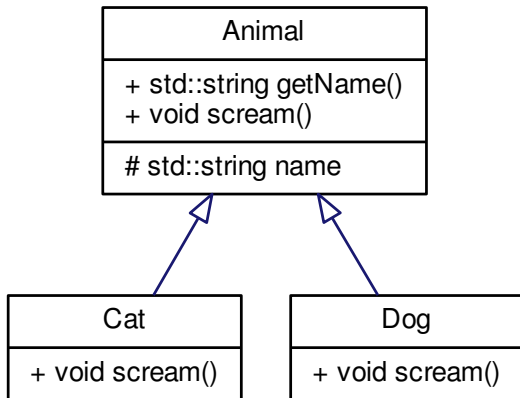 Animal
+ std::string getName()
+ void scream()
# std::string name
Cat
+ void scream()
Dog
+ void scream()